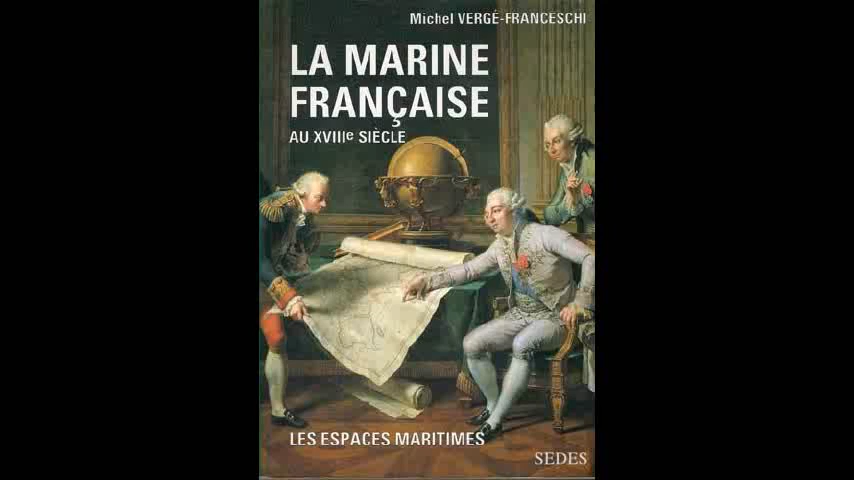 Michel VERGÉ-FRANCESCHI
LA MARINE
FRANÇAISE
AU XVIIIe SIÈCLE
LES ESPACES MARITIMES
SEDES